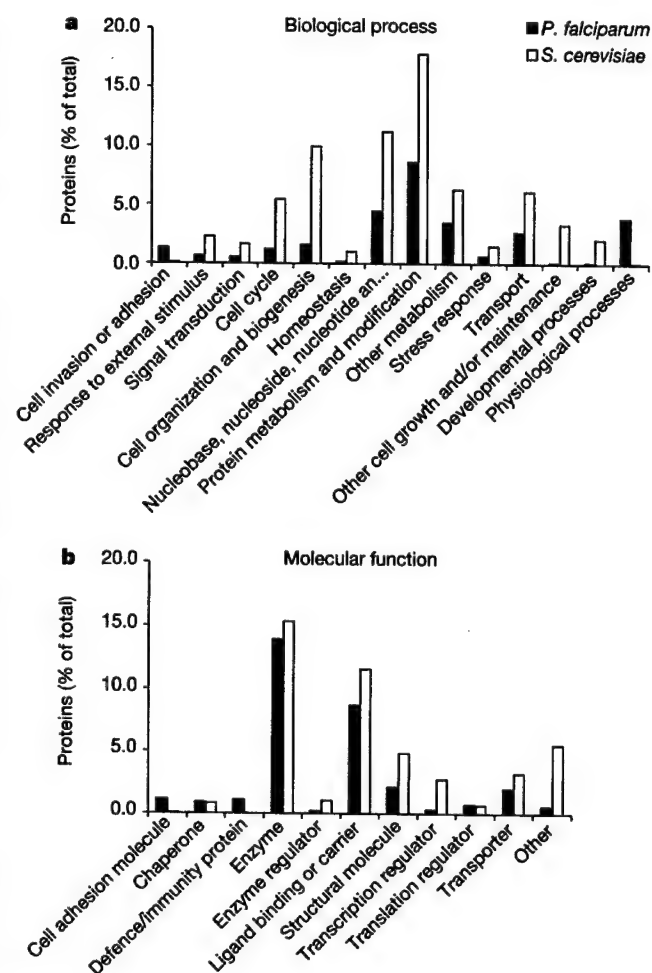 a
Biological process
P. falciparum
S. cerevisiae
Proteins (% of total)
20.0
15.0
10.0
5.0
0.0
Cell invasion or adhesion
Response to external stimulus
Signal transduction
Cell cycle
Cell organization and biogenesis
Homeostasis
Nucleobase, nucleoside, nucleotide an...
Protein metabolism and modification
Other metabolism
Stress response
Transport
Other cell growth and/or maintenance
Developmental processes
Physiological processes
b
Molecular function
Proteins (% of total)
20.0
15.0
10.0
5.0
0.0
Cell adhesion molecule
Chaperone
Defence/immunity protein
Enzyme
Enzyme regulator
Ligand binding or carrier
Structural molecule
Transcription regulator
Translation regulator
Transporter
Other